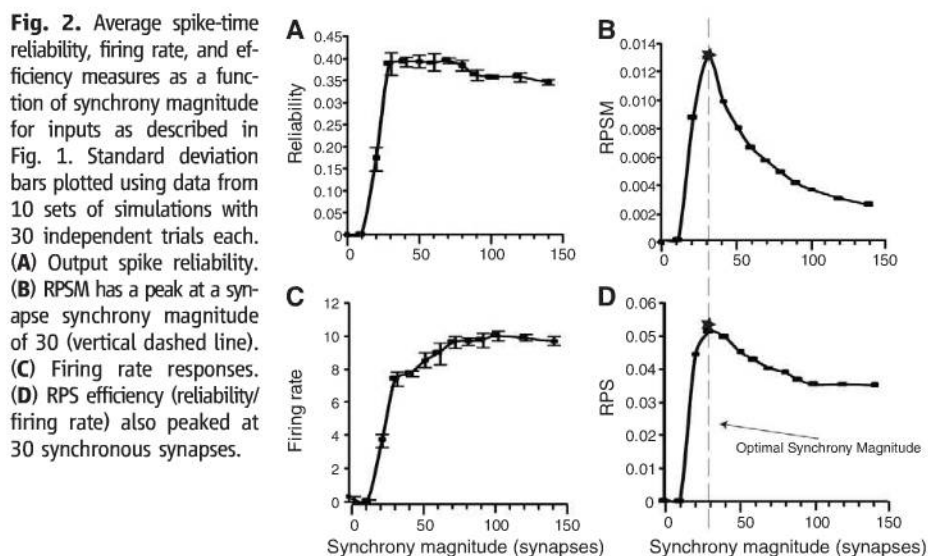 Fig. 2. Average spike-time
reliability, firing rate, and ef-
ficiency measures as a func-
tion of synchrony magnitude
for inputs as described in
Fig. 1. Standard deviation
bars plotted using data from
10 sets of simulations with
30 independent trials each.
(A) Output spike reliability.
(B) RPSM has a peak at a syn-
apse synchrony magnitude
of 30 (vertical dashed line).
(C) Firing rate responses.
(D) RPS efficiency (reliability/
firing rate) also peaked at
30 synchronous synapses.
A
Reliability
0.45
0.40
0.35
0.30
0.25
0.20
0.15
0.10
0.05
0
0 50 100 150
B
RPSM
0.014
0.012
0.010
0.008
0.006
0.004
0.002
0
0 50 100 150
C
Firing rate
12
10
8
6
4
2
0
0 50 100 150
Synchrony magnitude (synapses)
D
RPS
0.06
0.05
0.04
0.03
0.02
0.01
0
Optimal Synchrony Magnitude
0 50 100 150
Synchrony magnitude (synapses)